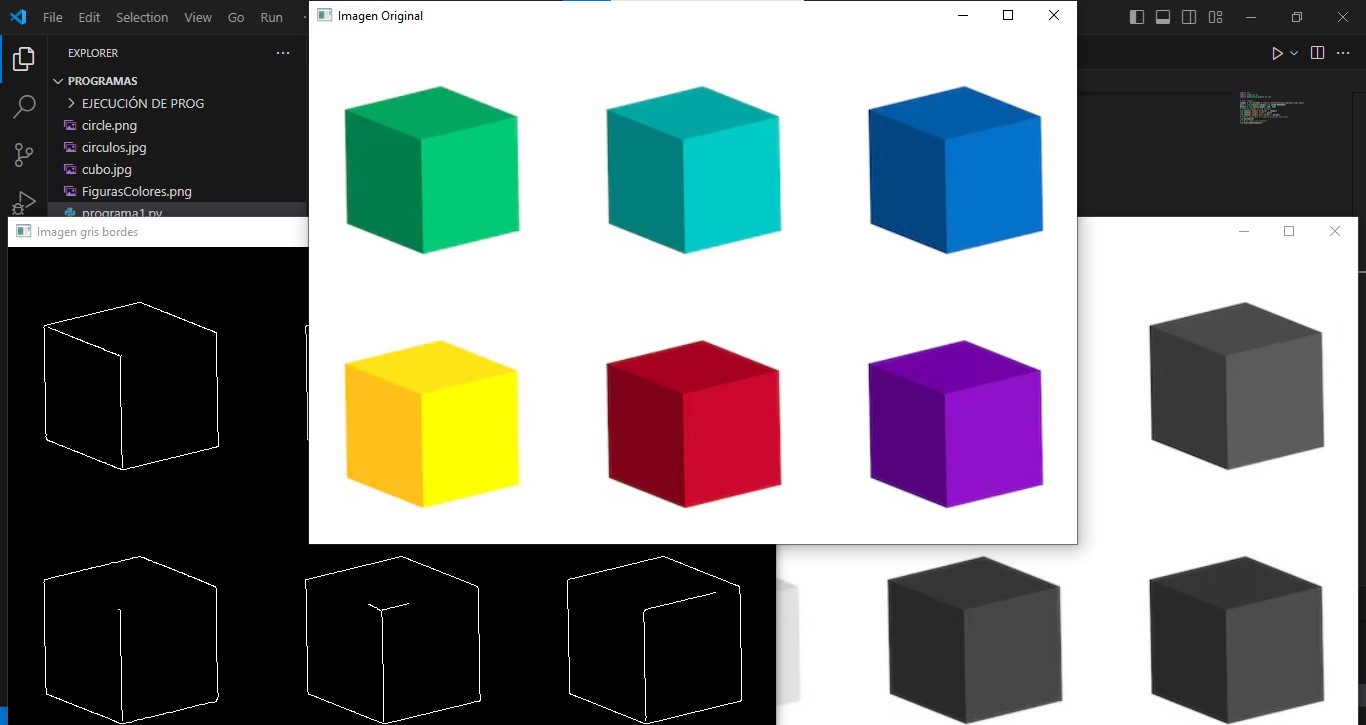 File Edit Selection View Go Run
Imagen Original
EXPLORER
PROGRAMAS
EJECUCIÓN DE PROG
circle.png
circulos.jpg
cubo.jpg
FigurasColores.png
programa1.py
Imagen gris bordes